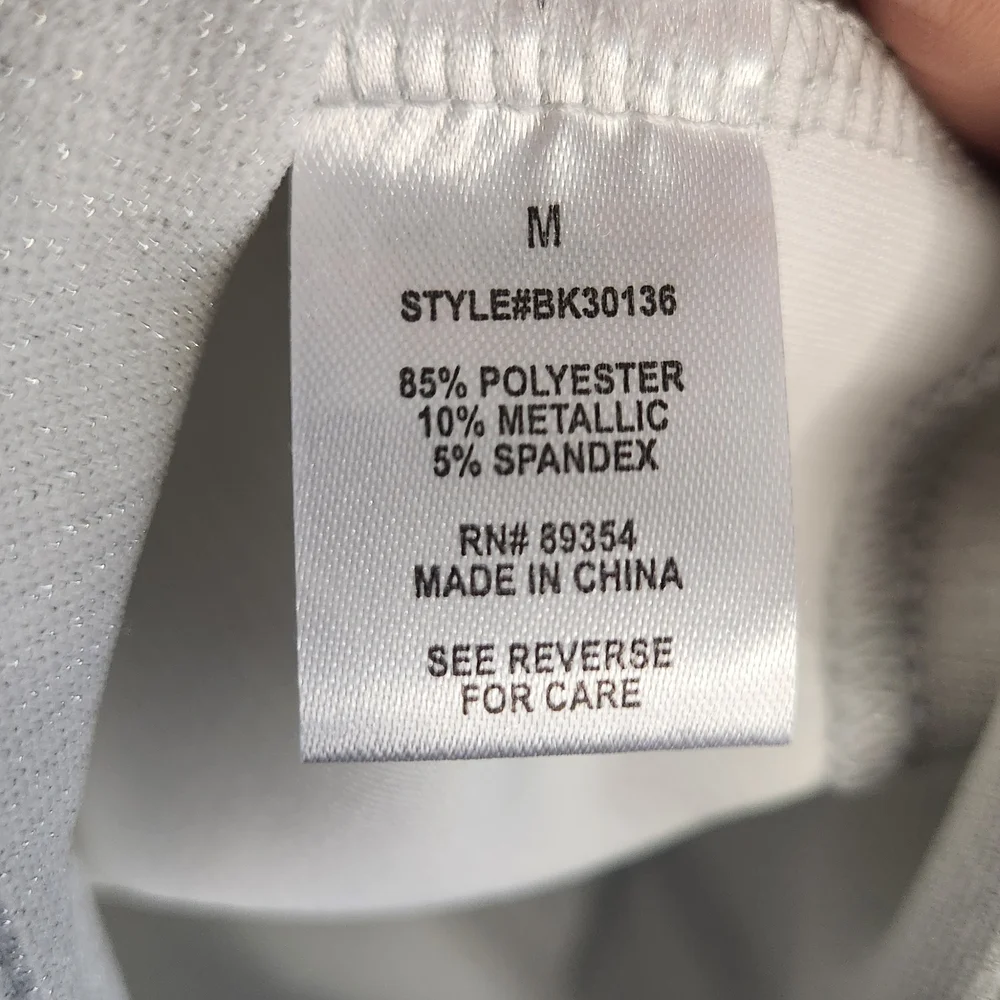 M
STYLE#BK30136
85% POLYESTER
10% METALLIC
5% SPANDEX
RN# 89354
MADE IN CHINA
SEE REVERSE
FOR CARE